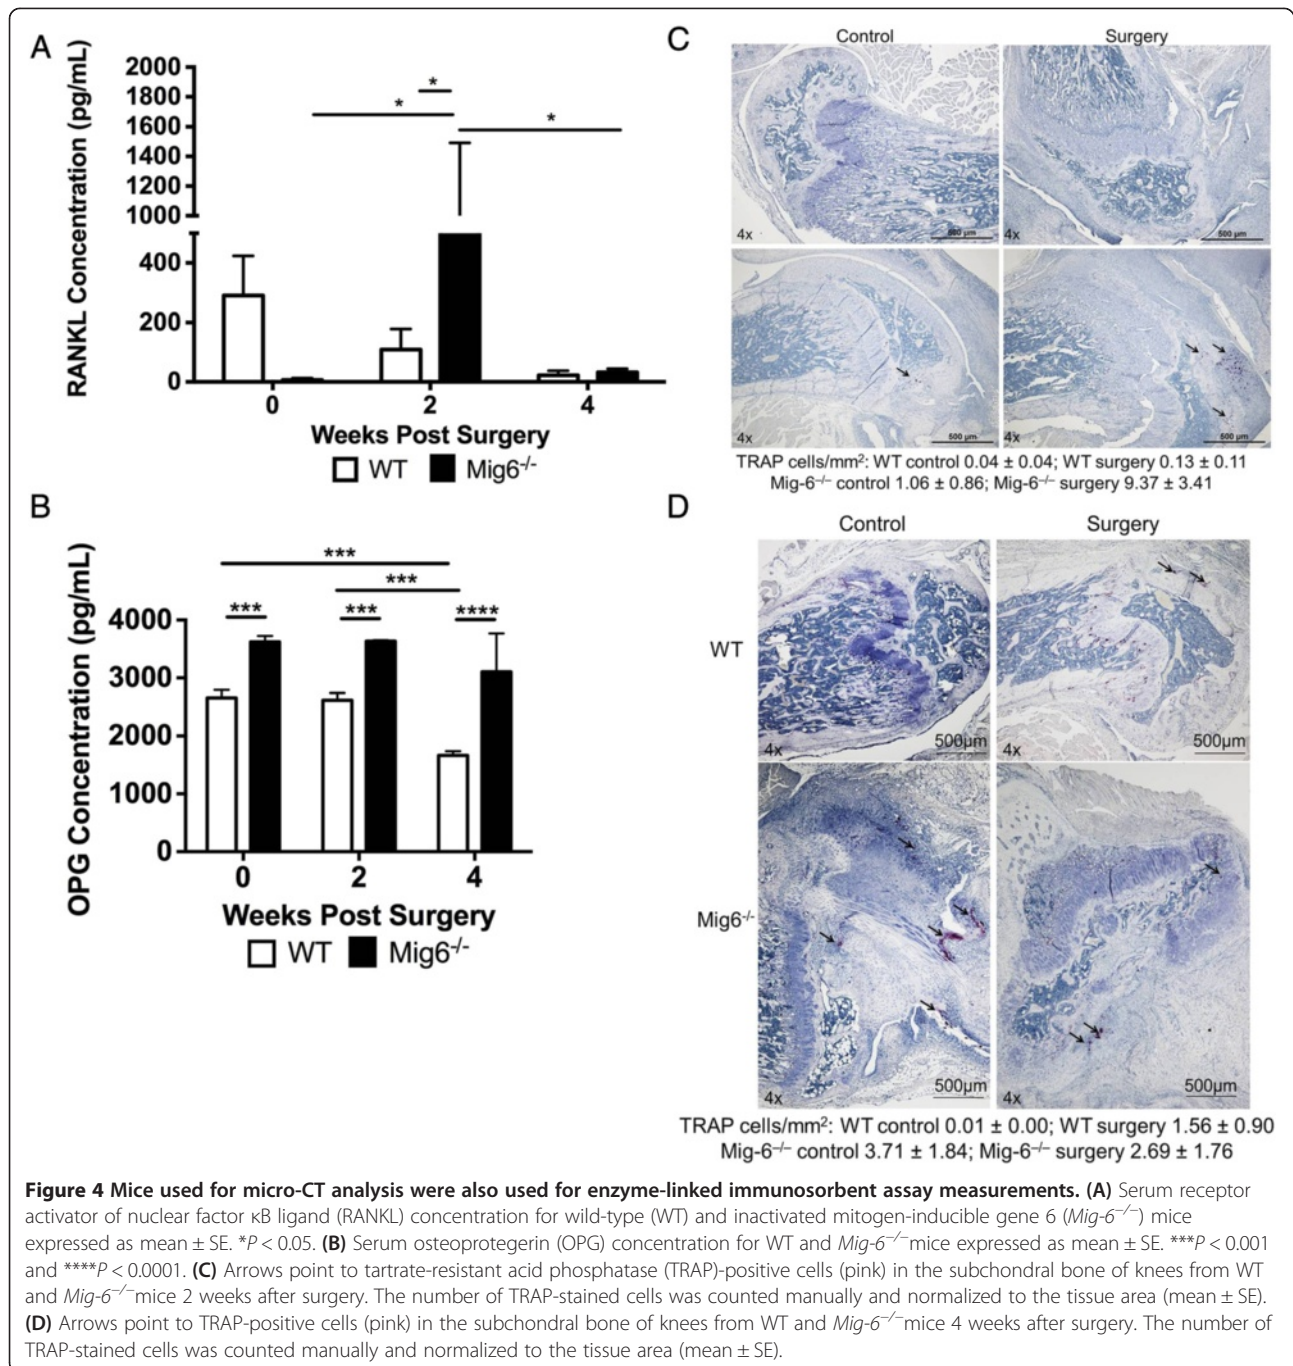 A
RANKL Concentration (pg/mL)
2000
1800
1600
1400
1200
1000
400
200
0
*
*
*
0 2 4
Weeks Post Surgery
WT Mig6-/-
B
OPG Concentration (pg/mL)
4000
3000
2000
1000
0
***
***
*** *** ****
0 2 4
Weeks Post Surgery
WT Mig6-/-
C
Control Surgery
4x 500 µm 4x 500 µm
4x 500 µm 4x 500 µm
TRAP cells/mm²: WT control 0.04 ± 0.04; WT surgery 0.13 ± 0.11
Mig-6–/– control 1.06 ± 0.86; Mig-6–/– surgery 9.37 ± 3.41
D
Control Surgery
WT
4x 500µm 4x 500µm
Mig6-/-
4x 500µm 4x 500µm
TRAP cells/mm²: WT control 0.01 ± 0.00; WT surgery 1.56 ± 0.90
Mig-6–/– control 3.71 ± 1.84; Mig-6–/– surgery 2.69 ± 1.76
Figure 4 Mice used for micro-CT analysis were also used for enzyme-linked immunosorbent assay measurements. (A) Serum receptor
activator of nuclear factor κB ligand (RANKL) concentration for wild-type (WT) and inactivated mitogen-inducible gene 6 (Mig-6−/−) mice
expressed as mean ± SE. *P < 0.05. (B) Serum osteoprotegerin (OPG) concentration for WT and Mig-6−/−mice expressed as mean ± SE. ***P < 0.001
and ****P < 0.0001. (C) Arrows point to tartrate-resistant acid phosphatase (TRAP)-positive cells (pink) in the subchondral bone of knees from WT
and Mig-6−/−mice 2 weeks after surgery. The number of TRAP-stained cells was counted manually and normalized to the tissue area (mean ± SE).
(D) Arrows point to TRAP-positive cells (pink) in the subchondral bone of knees from WT and Mig-6−/−mice 4 weeks after surgery. The number of
TRAP-stained cells was counted manually and normalized to the tissue area (mean ± SE).